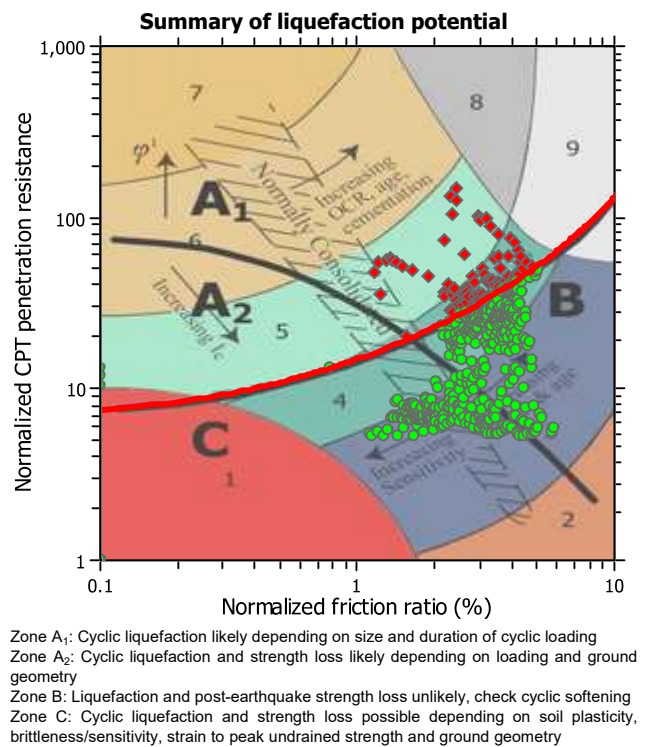 Summary of liquefaction potential
1,000
100
10
1
0.1
1
10
Normalized CPT penetration resistance
Normalized friction ratio (%)
7
8
9
φ'
A1
Normally Consolidated
Increasing
OCR, age,
cementation
6
A2
Increasing Ic
5
B
4
C
1
Increasing
Sensitivity
age
2
Zone A1: Cyclic liquefaction likely depending on size and duration of cyclic loading
Zone A2: Cyclic liquefaction and strength loss likely depending on loading and ground
geometry
Zone B: Liquefaction and post-earthquake strength loss unlikely, check cyclic softening
Zone C: Cyclic liquefaction and strength loss possible depending on soil plasticity,
brittleness/sensitivity, strain to peak undrained strength and ground geometry